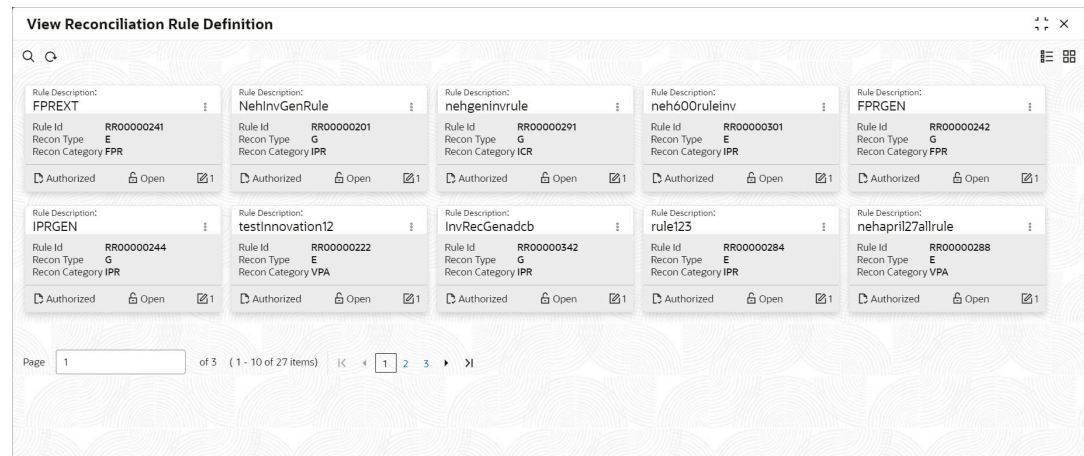 View Reconciliation Rule Definition
Rule Description:
FPREXT
Rule Id RR00000241
Recon Type E
Recon Category FPR
Authorized Open 1
Rule Description:
NehInvGenRule
Rule Id RR00000201
Recon Type G
Recon Category IPR
Authorized Open 1
Rule Description:
nehgeninvrule
Rule Id RR00000291
Recon Type G
Recon Category ICR
Authorized Open 1
Rule Description:
neh600ruleinv
Rule Id RR00000301
Recon Type E
Recon Category IPR
Authorized Open 1
Rule Description:
FPRGEN
Rule Id RR00000242
Recon Type G
Recon Category FPR
Authorized Open 1
Rule Description:
IPRGEN
Rule Id RR00000244
Recon Type G
Recon Category IPR
Authorized Open 1
Rule Description:
testInnovation12
Rule Id RR00000222
Recon Type E
Recon Category VPA
Authorized Open 1
Rule Description:
InvRecGenadcb
Rule Id RR00000342
Recon Type G
Recon Category IPR
Authorized Open 1
Rule Description:
rule123
Rule Id RR00000284
Recon Type E
Recon Category IPR
Authorized Open 1
Rule Description:
nehapril27allrule
Rule Id RR00000288
Recon Type E
Recon Category VPA
Authorized Open 1
Page 1 of 3 ( 1 - 10 of 27 items) 1 2 3